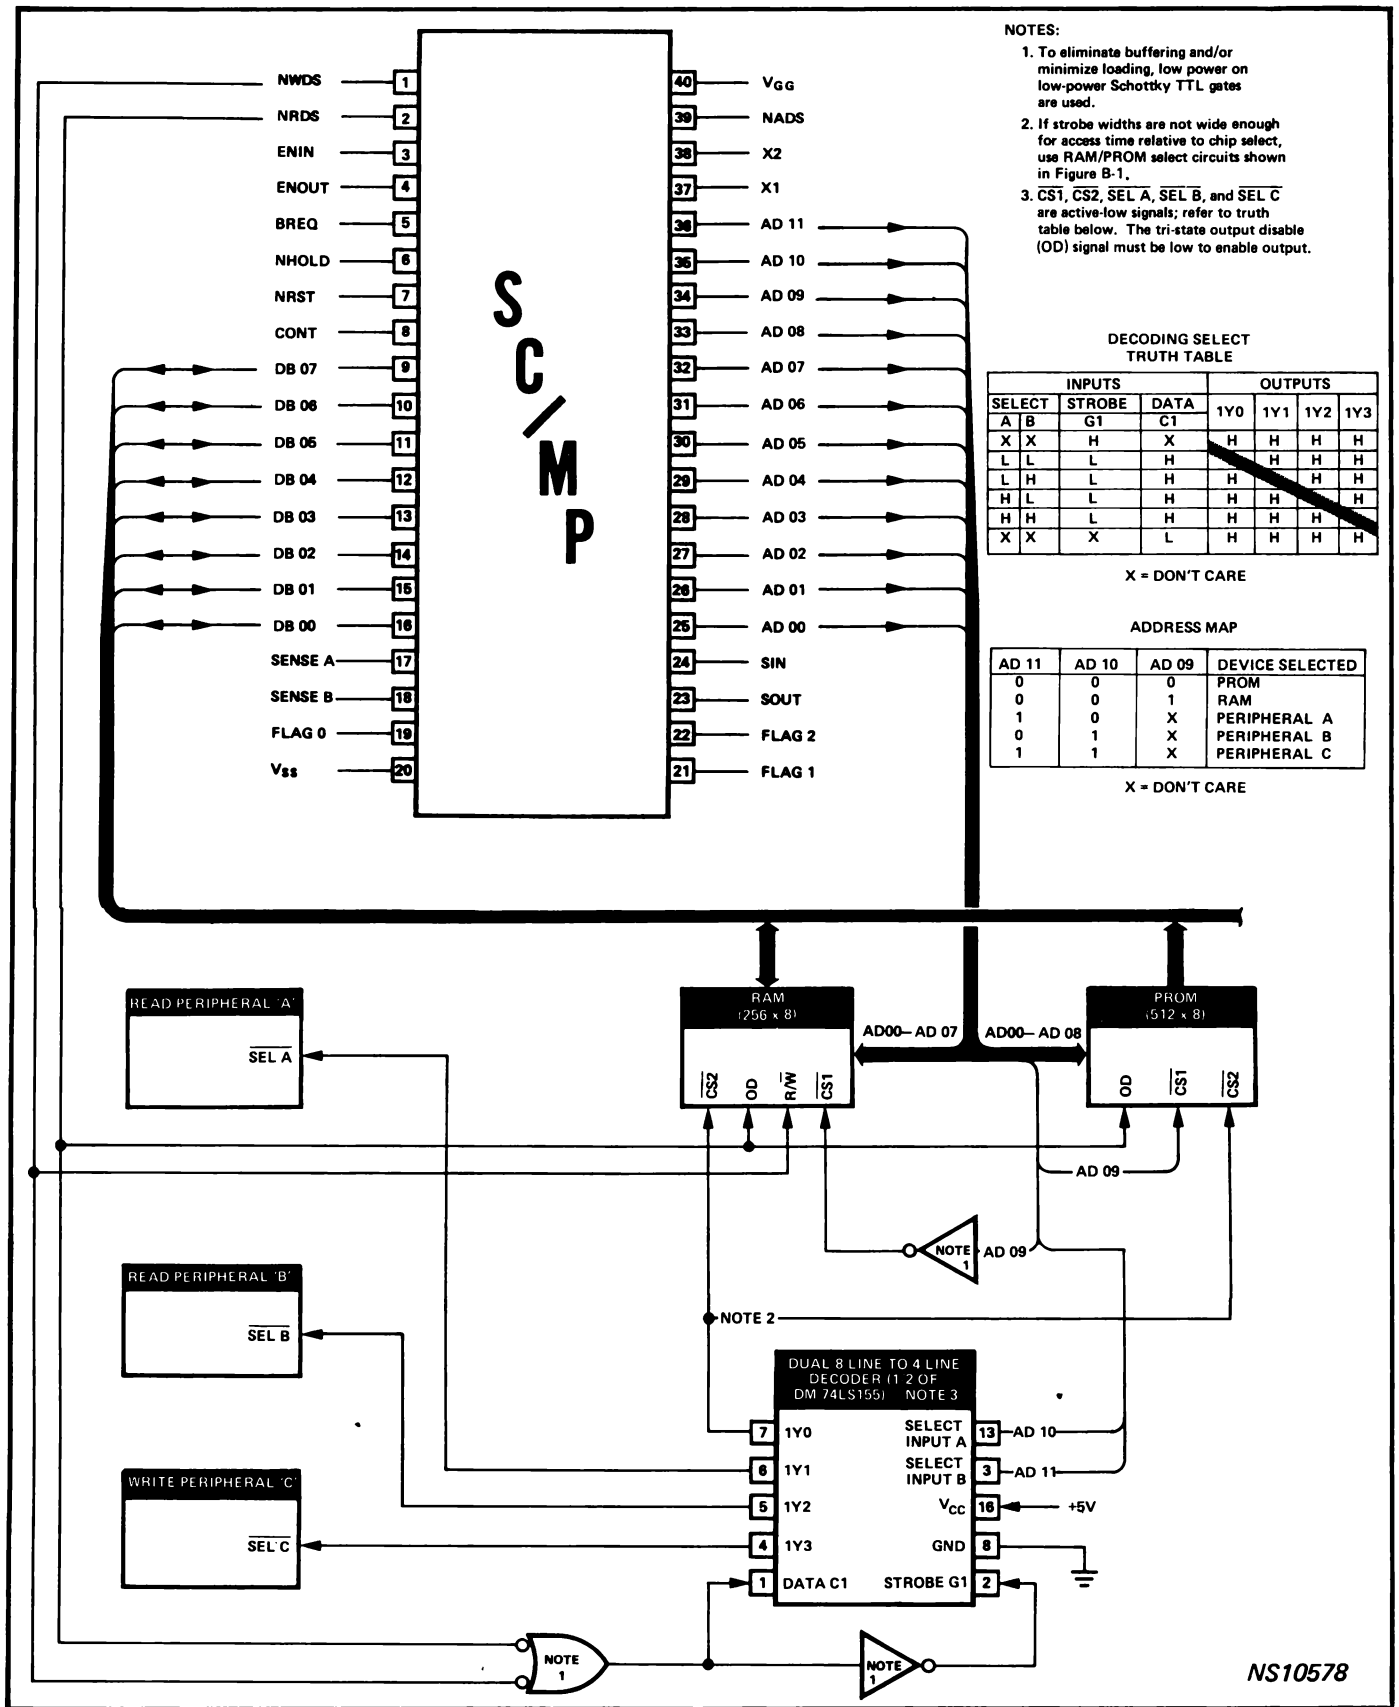 NOTES:
1. To eliminate buffering and/or
minimize loading, low power on
low-power Schottky TTL gates
are used.
2. If strobe widths are not wide enough
for access time relative to chip select,
use RAM/PROM select circuits shown
in Figure B-1.
3. CS1, CS2, SEL A, SEL B, and SEL C
are active-low signals; refer to truth
table below. The tri-state output disable
(OD) signal must be low to enable output.
NWDS 1
NRDS 2
ENIN 3
ENOUT 4
BREQ 5
NHOLD 6
NRST 7
CONT 8
DB 07 9
DB 06 10
DB 05 11
DB 04 12
DB 03 13
DB 02 14
DB 01 15
DB 00 16
SENSE A 17
SENSE B 18
FLAG 0 19
VSS 20
SC/MP
40 VGG
39 NADS
38 X2
37 X1
36 AD 11
35 AD 10
34 AD 09
33 AD 08
32 AD 07
31 AD 06
30 AD 05
29 AD 04
28 AD 03
27 AD 02
26 AD 01
25 AD 00
24 SIN
23 SOUT
22 FLAG 2
21 FLAG 1
DECODING SELECT
TRUTH TABLE
INPUTS OUTPUTS
SELECT STROBE DATA 1Y0 1Y1 1Y2 1Y3
A B G1 C1
X X H X H H H H
L L L H H H H
L H L H H H H
H L L H H H H
H H L H H H H
X X X L H H H H
X = DON'T CARE
ADDRESS MAP
AD 11 AD 10 AD 09 DEVICE SELECTED
0 0 0 PROM
0 0 1 RAM
1 0 X PERIPHERAL A
0 1 X PERIPHERAL B
1 1 X PERIPHERAL C
X = DON'T CARE
READ PERIPHERAL 'A'
SEL A
RAM
(256 x 8)
CS2 OD R/W CS1
AD00–AD 07 AD00–AD 08
PROM
(512 x 8)
OD CS1 CS2
AD 09
NOTE
1
AD 09
READ PERIPHERAL 'B'
SEL B
NOTE 2
DUAL 8 LINE TO 4 LINE
DECODER (1 2 OF
DM 74LS155) NOTE 3
7 1Y0 SELECT INPUT A 13 AD 10
6 1Y1 SELECT INPUT B 3 AD 11
5 1Y2 VCC 16 +5V
4 1Y3 GND 8
1 DATA C1 STROBE G1 2
WRITE PERIPHERAL 'C'
SEL C
NOTE
1
NOTE
1
NS10578